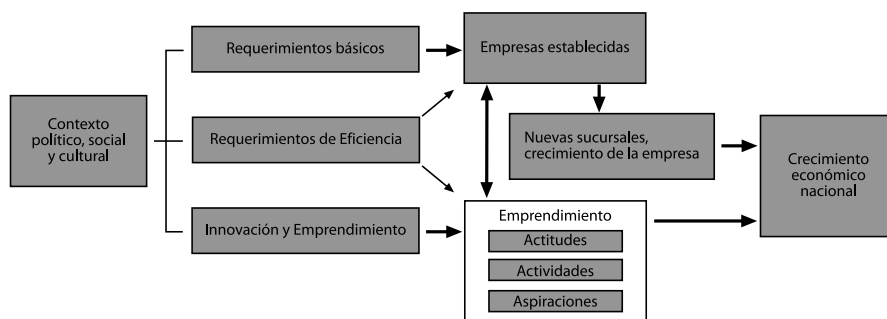 Contexto
político, social
y cultural
Requerimientos básicos
Requerimientos de Eficiencia
Innovación y Emprendimiento
Empresas establecidas
Nuevas sucursales,
crecimiento de la empresa
Emprendimiento
Actitudes
Actividades
Aspiraciones
Crecimiento
económico
nacional